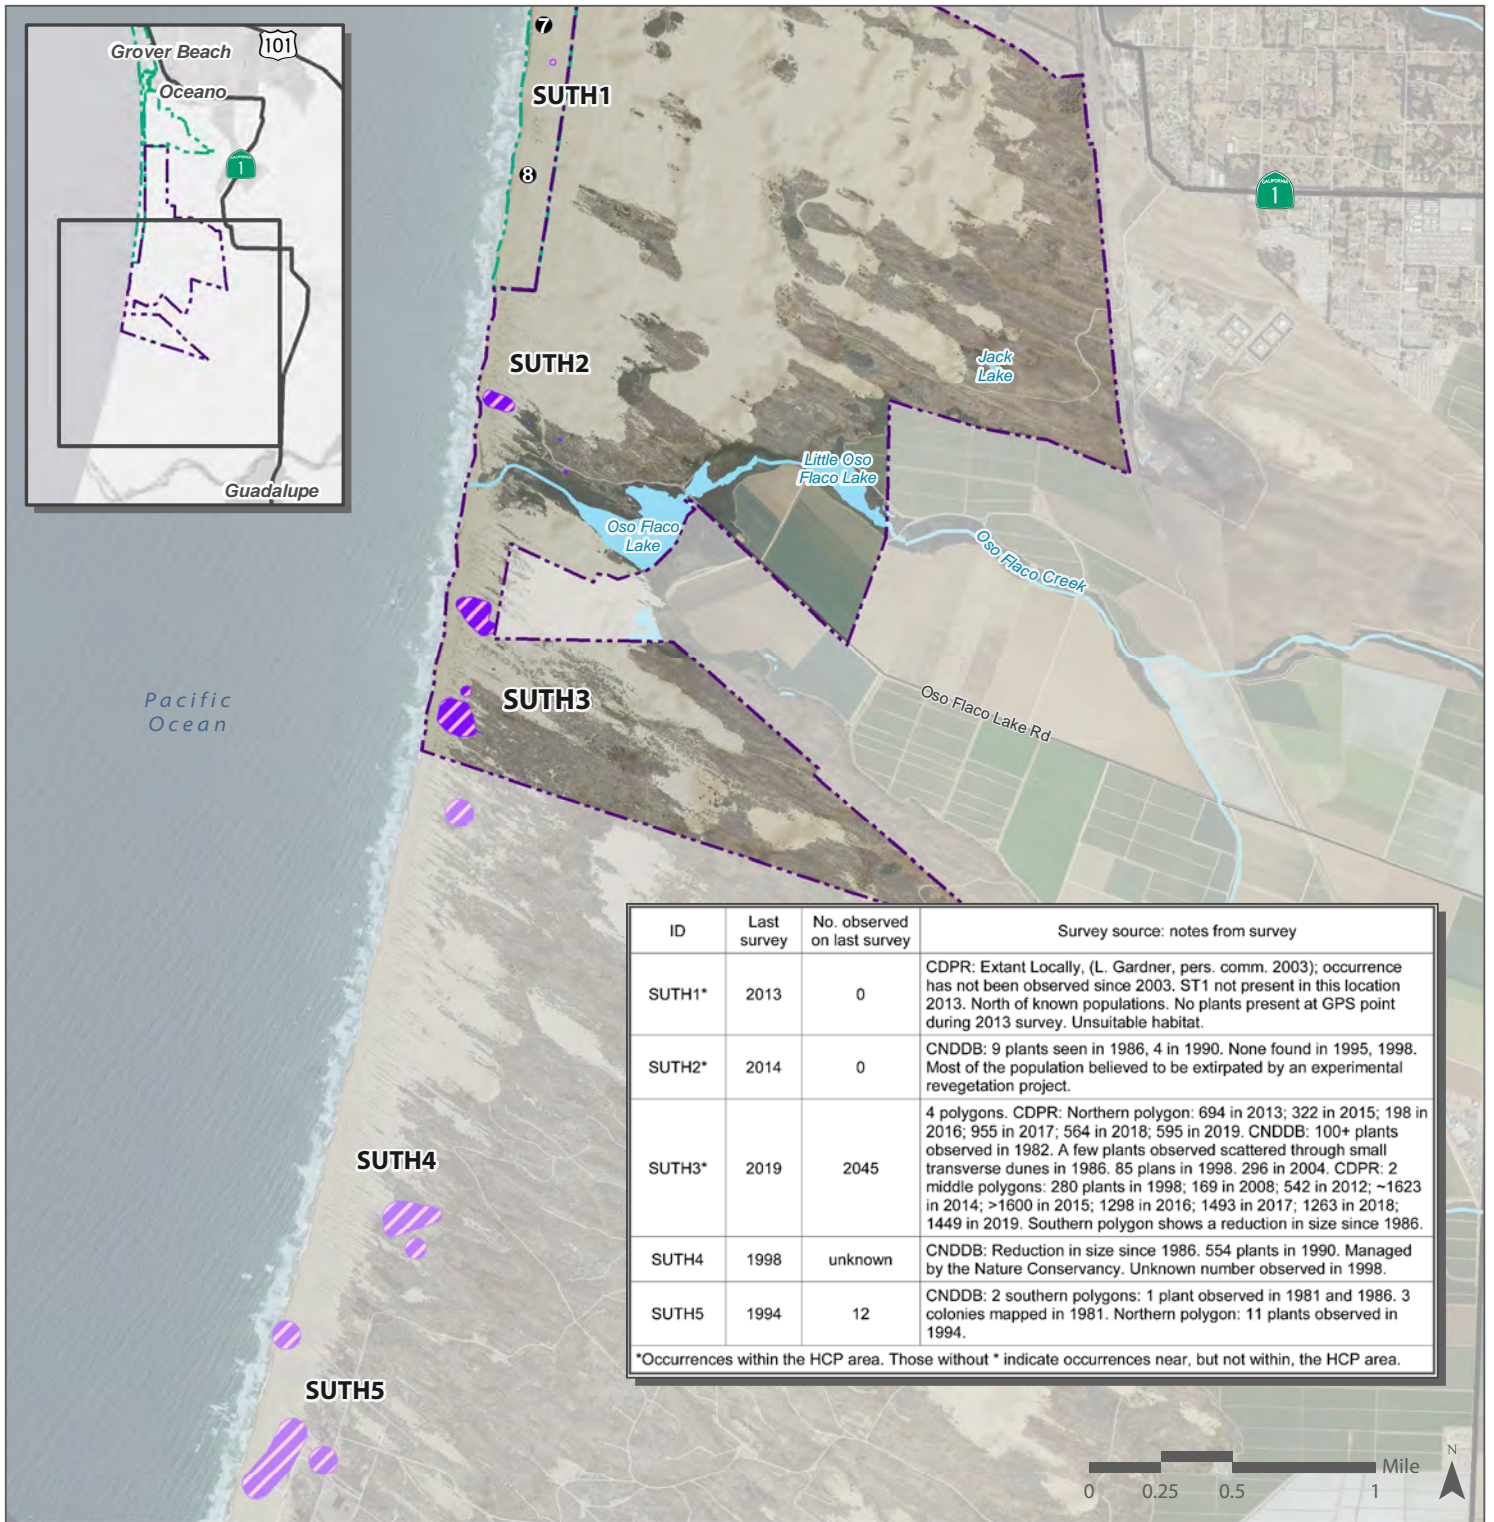 Grover Beach
101
Oceano
CALIFORNIA
1
Guadalupe
7
SUTH1
8
CALIFORNIA
1
SUTH2
Jack
Lake
Little Oso
Flaco Lake
Oso Flaco
Lake
Oso Flaco Creek
Pacific
Ocean
SUTH3
Oso Flaco Lake Rd
SUTH4
SUTH5
ID
Last
survey
No. observed
on last survey
Survey source: notes from survey
SUTH1*
2013
0
CDPR: Extant Locally, (L. Gardner, pers. comm. 2003); occurrence
has not been observed since 2003. ST1 not present in this location
2013. North of known populations. No plants present at GPS point
during 2013 survey. Unsuitable habitat.
SUTH2*
2014
0
CNDDB: 9 plants seen in 1986, 4 in 1990. None found in 1995, 1998.
Most of the population believed to be extirpated by an experimental
revegetation project.
SUTH3*
2019
2045
4 polygons. CDPR: Northern polygon: 694 in 2013; 322 in 2015; 198 in
2016; 955 in 2017; 564 in 2018; 595 in 2019. CNDDB: 100+ plants
observed in 1982. A few plants observed scattered through small
transverse dunes in 1986. 85 plans in 1998. 296 in 2004. CDPR: 2
middle polygons: 280 plants in 1998; 169 in 2008; 542 in 2012; ~1623
in 2014; >1600 in 2015; 1298 in 2016; 1493 in 2017; 1263 in 2018;
1449 in 2019. Southern polygon shows a reduction in size since 1986.
SUTH4
1998
unknown
CNDDB: Reduction in size since 1986. 554 plants in 1990. Managed
by the Nature Conservancy. Unknown number observed in 1998.
SUTH5
1994
12
CNDDB: 2 southern polygons: 1 plant observed in 1981 and 1986. 3
colonies mapped in 1981. Northern polygon: 11 plants observed in
1994.
*Occurrences within the HCP area. Those without * indicate occurrences near, but not within, the HCP area.
N
Mile
0 0.25 0.5 1